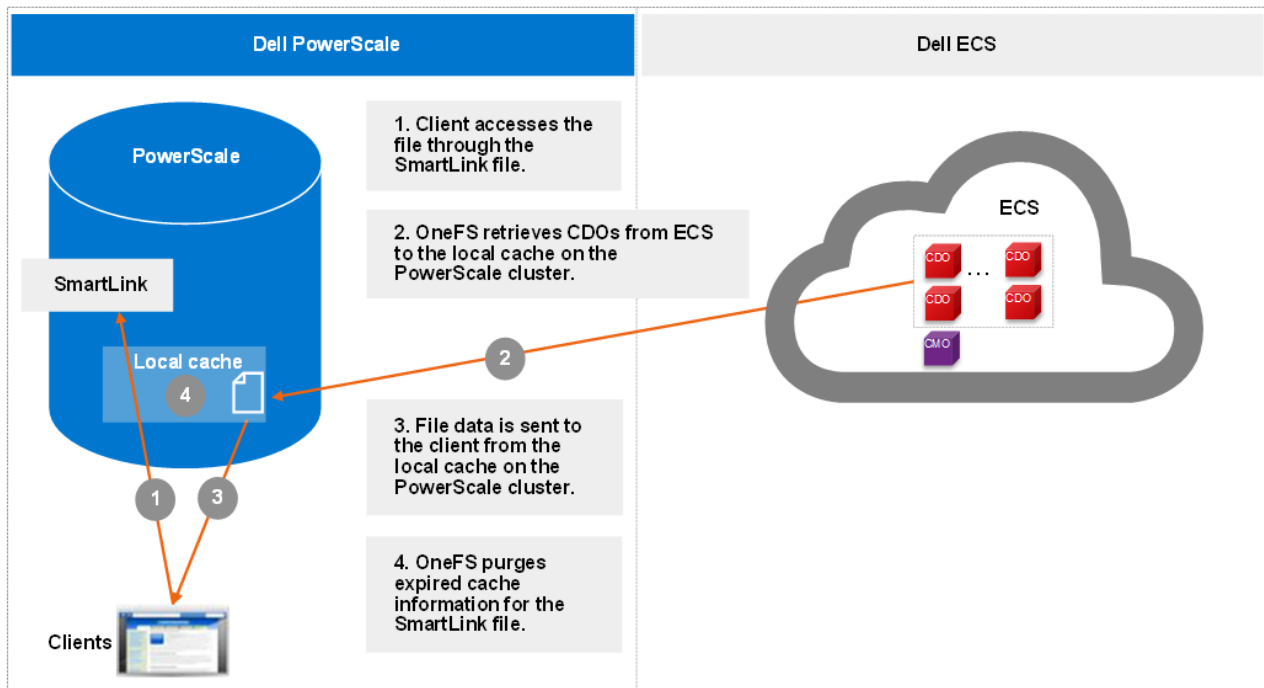 Dell PowerScale
Dell ECS
PowerScale
1. Client accesses the
file through the
SmartLink file.
2. OneFS retrieves CDOs from ECS
to the local cache on the
PowerScale cluster.
ECS
CDO
...
CDO
CDO
CDO
CMO
SmartLink
Local cache
4
2
3. File data is sent to
the client from the
local cache on the
PowerScale cluster.
1
3
4. OneFS purges
expired cache
information for the
SmartLink file.
Clients